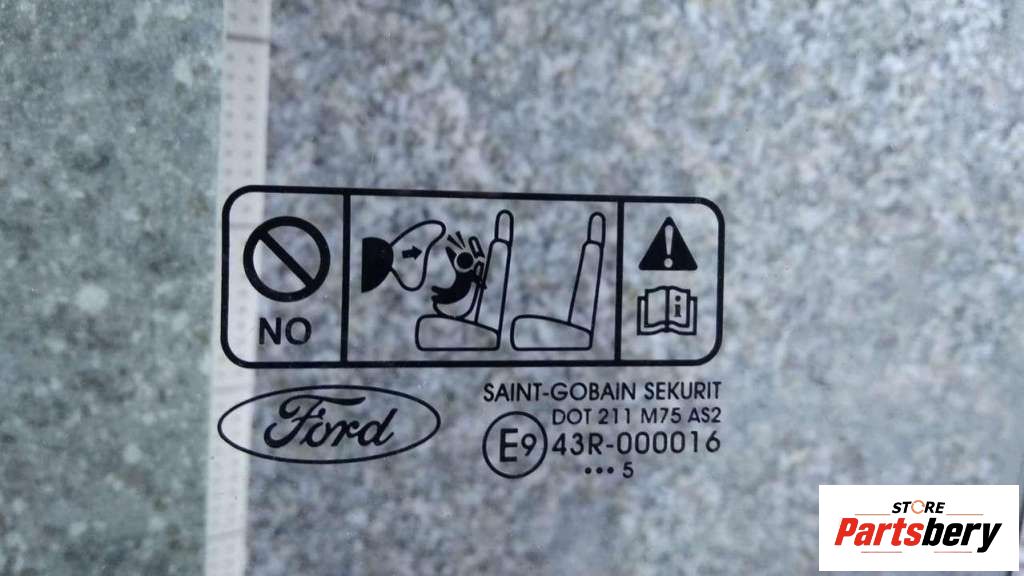 NO
i
Ford
SAINT-GOBAIN SEKURIT
DOT 211 M75 AS2
E9 43R-000016
••• 5
STORE
Partsbery